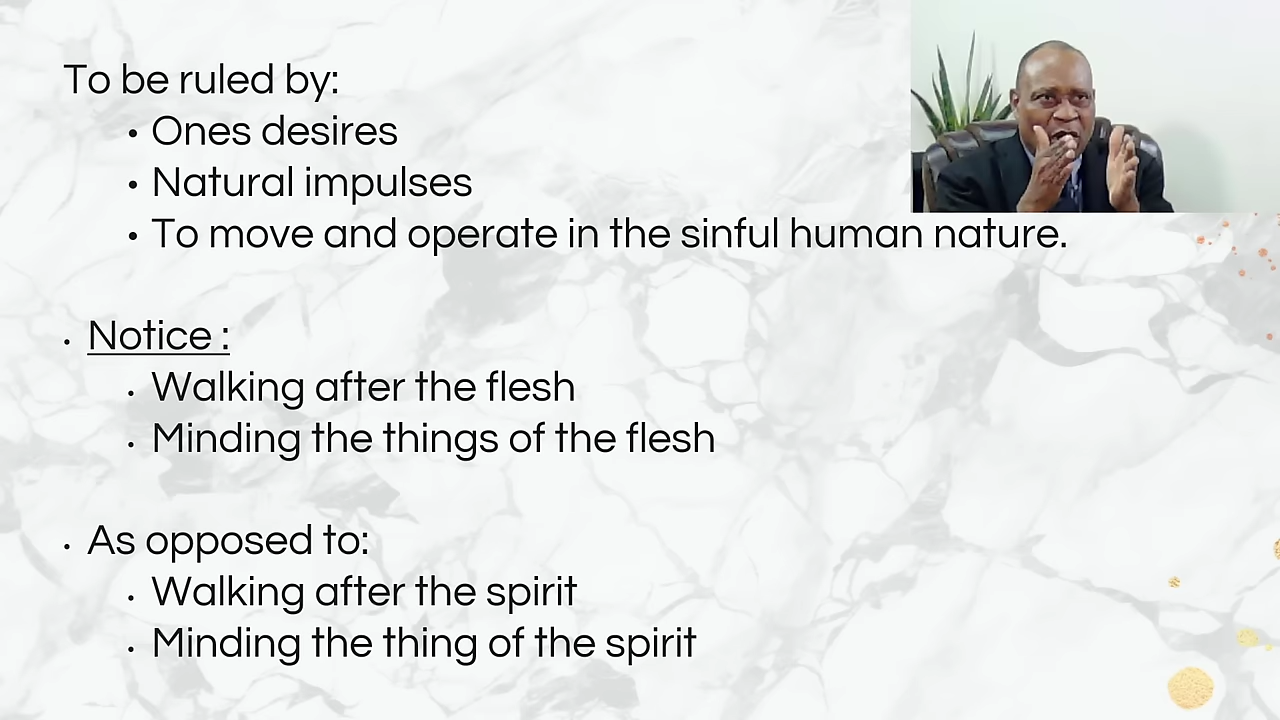 To be ruled by:
• Ones desires
• Natural impulses
• To move and operate in the sinful human nature.
• Notice :
• Walking after the flesh
• Minding the things of the flesh
• As opposed to:
• Walking after the spirit
• Minding the thing of the spirit